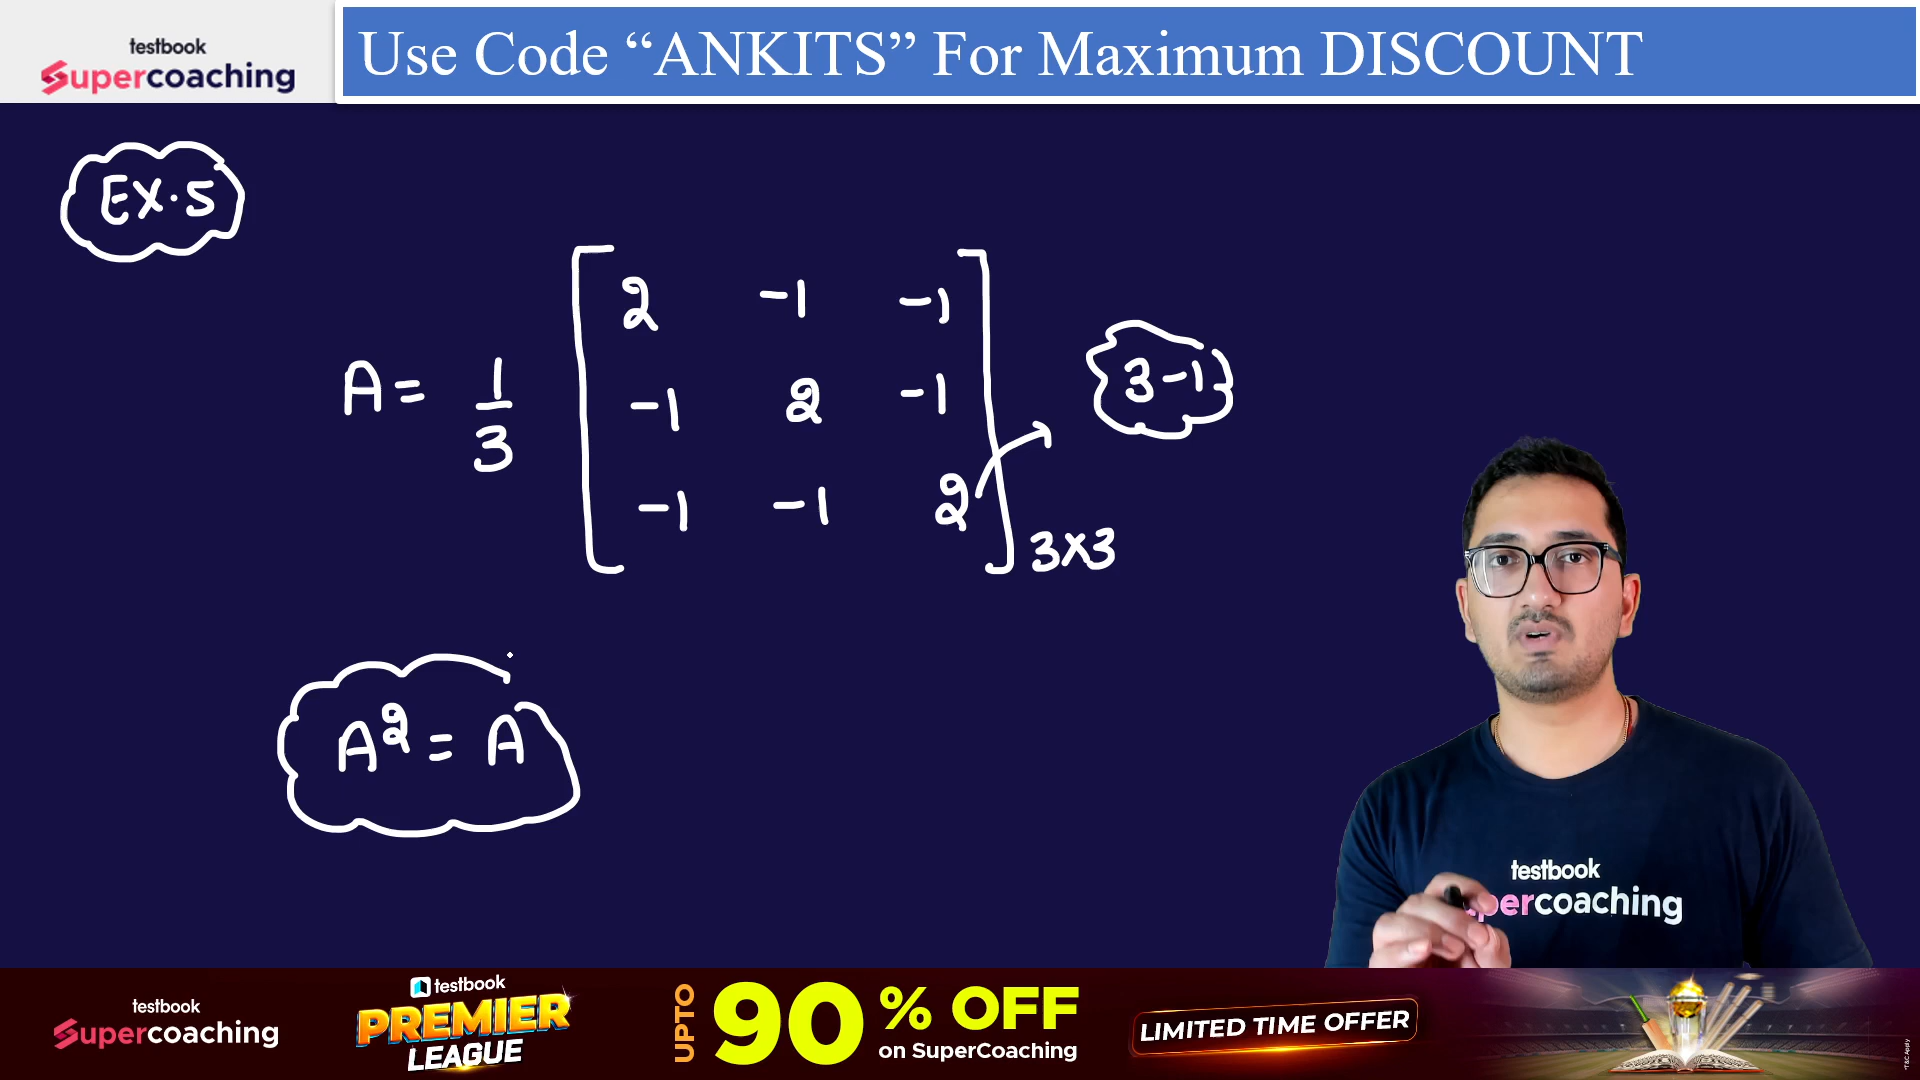 testbook
Supercoaching
Use Code “ANKITS” For Maximum DISCOUNT
EX.5
A = 1/3 [ 2 -1 -1
-1 2 -1
-1 -1 2 ] 3x3
3-1
A² = A
testbook
percoaching
testbook
Supercoaching
testbook
PREMIER
LEAGUE
UPTO
90% OFF
on SuperCoaching
LIMITED TIME OFFER
*T&C Apply